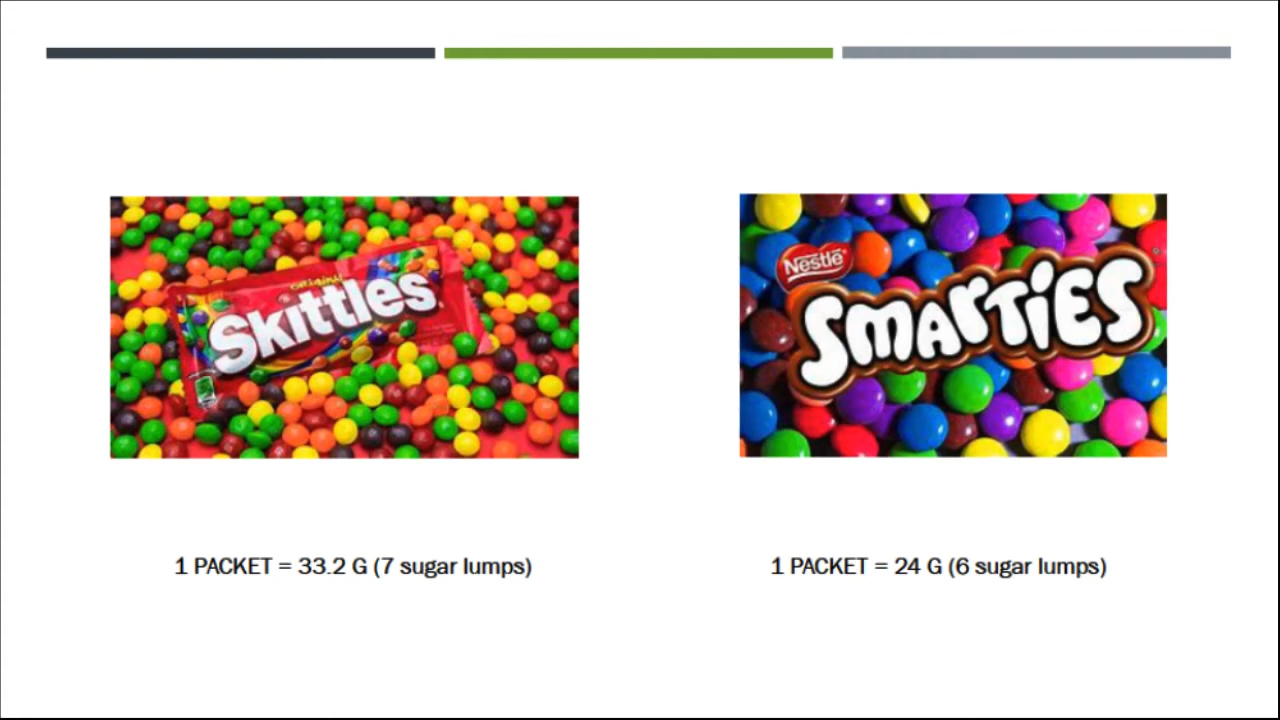 ORIGINAL
Skittles
Nestlé
SMARTIES
1 PACKET = 33.2 G (7 sugar lumps)
1 PACKET = 24 G (6 sugar lumps)